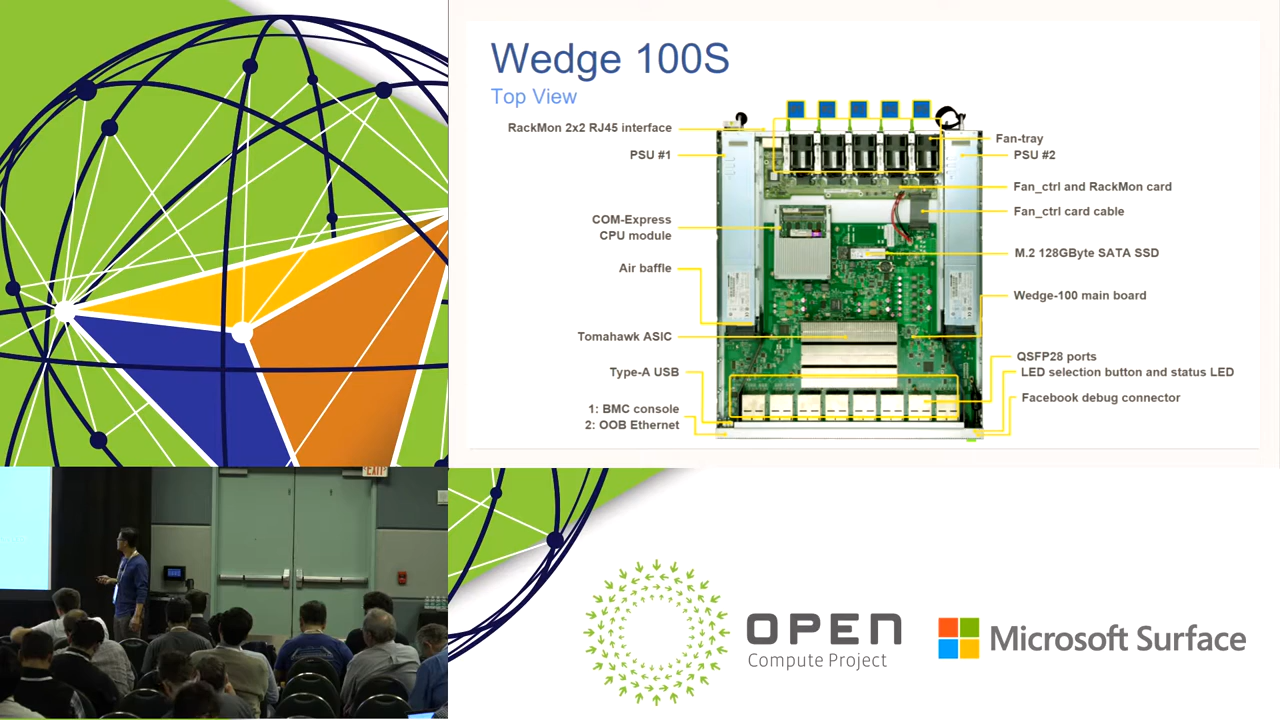 Wedge 100S
Top View
RackMon 2x2 RJ45 interface
PSU #1
COM-Express
CPU module
Air baffle
Tomahawk ASIC
Type-A USB
1: BMC console
2: OOB Ethernet
Fan-tray
PSU #2
Fan_ctrl and RackMon card
Fan_ctrl card cable
M.2 128GByte SATA SSD
Wedge-100 main board
QSFP28 ports
LED selection button and status LED
Facebook debug connector
EXIT
OPEN
Compute Project
Microsoft Surface